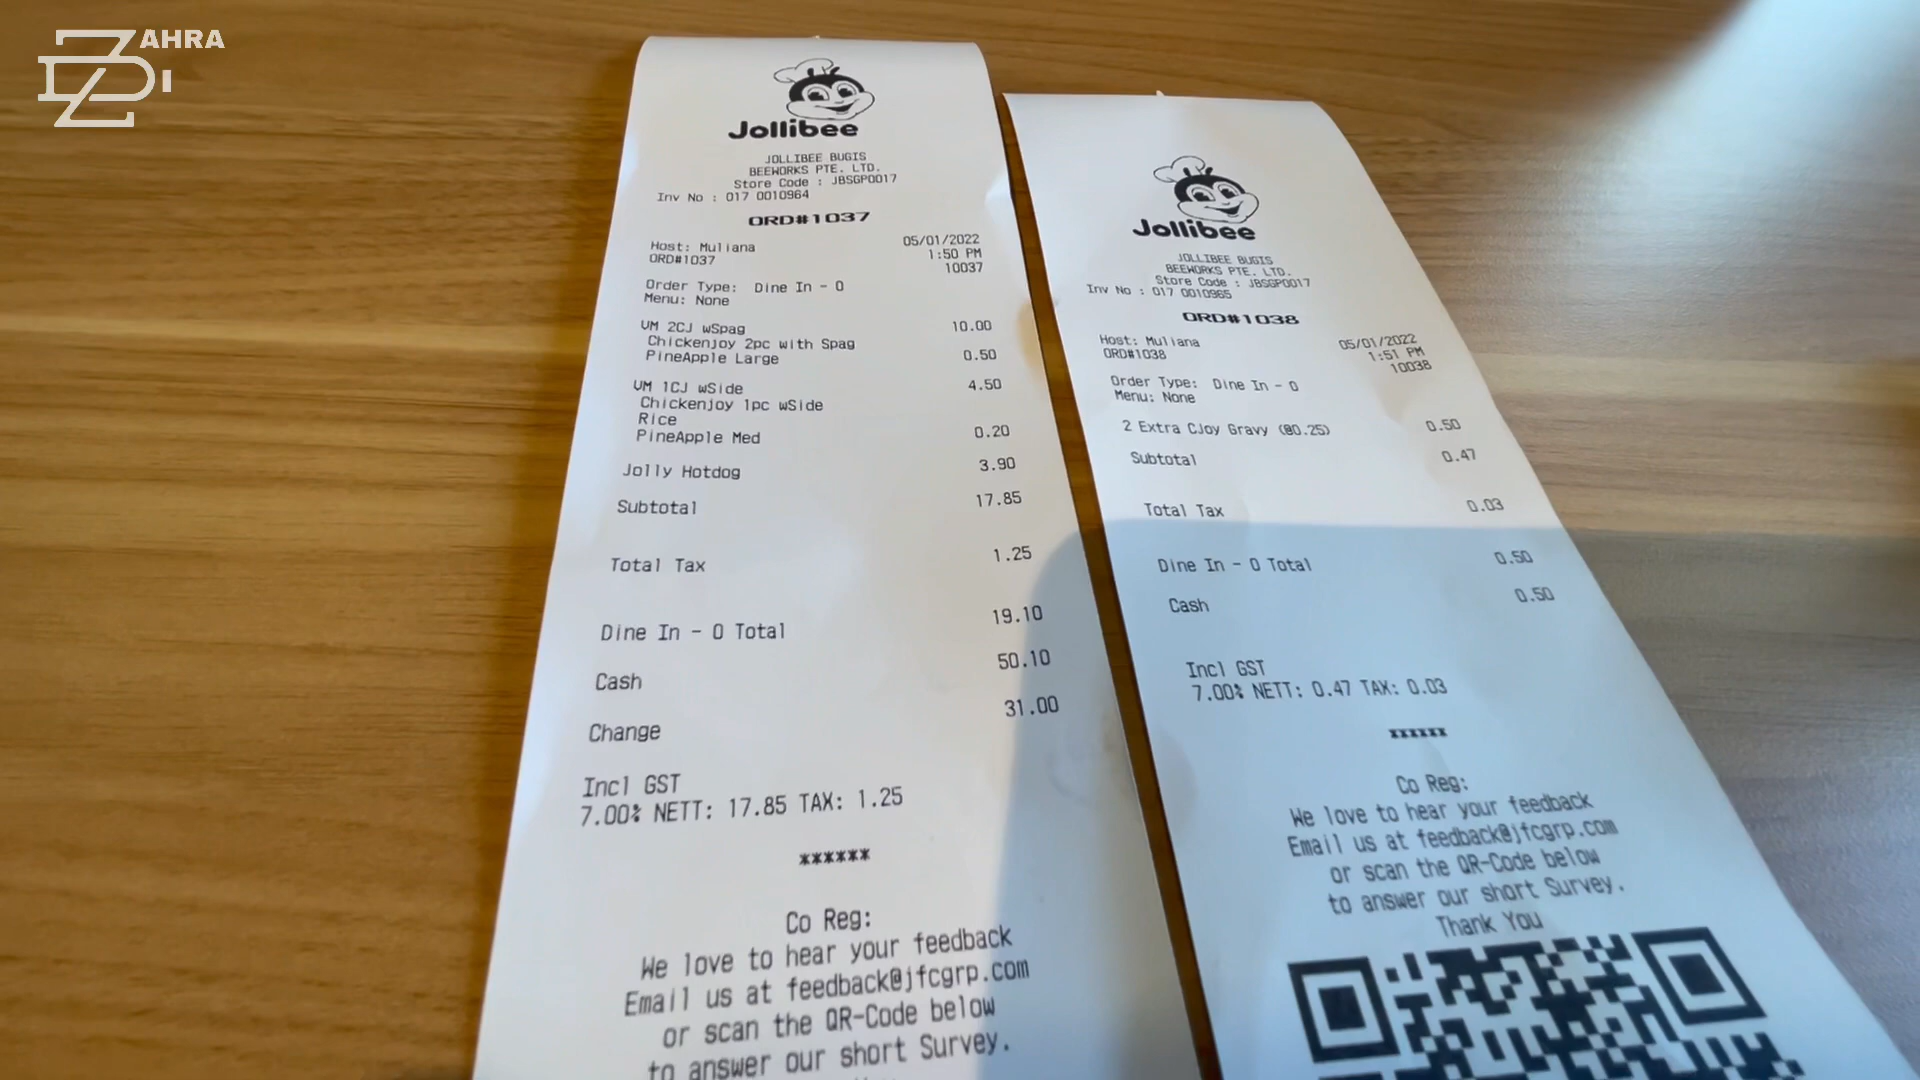 ZAHRA
DZI
Jollibee
JOLLIBEE BUGIS
BEEWORKS PTE. LTD.
Store Code : JBSGP0017
Inv No : 017 0010964
ORD#1037
Host: Muliana 05/01/2022
ORD#1037 1:50 PM
10037
Order Type: Dine In - 0
Menu: None
VM 2CJ wSpag 10.00
Chickenjoy 2pc with Spag
PineApple Large 0.50
VM 1CJ wSide 4.50
Chickenjoy 1pc wSide
Rice
PineApple Med 0.20
Jolly Hotdog 3.90
Subtotal 17.85
Total Tax 1.25
Dine In - 0 Total 19.10
Cash 50.10
Change 31.00
Incl GST
7.00% NETT: 17.85 TAX: 1.25
******
Co Reg:
We love to hear your feedback
Email us at feedback@jfcgrp.com
or scan the QR-Code below
to answer our short Survey.
Jollibee
JOLLIBEE BUGIS
BEEWORKS PTE. LTD.
Store Code : JBSGP0017
Inv No : 017 0010965
ORD#1038
Host: Muliana 05/01/2022
ORD#1038 1:51 PM
10038
Order Type: Dine In - 0
Menu: None
2 Extra CJoy Gravy (@0.25) 0.50
Subtotal 0.47
Total Tax 0.03
Dine In - 0 Total 0.50
Cash 0.50
Incl GST
7.00% NETT: 0.47 TAX: 0.03
******
Co Reg:
We love to hear your feedback
Email us at feedback@jfcgrp.com
or scan the QR-Code below
to answer our short Survey.
Thank You